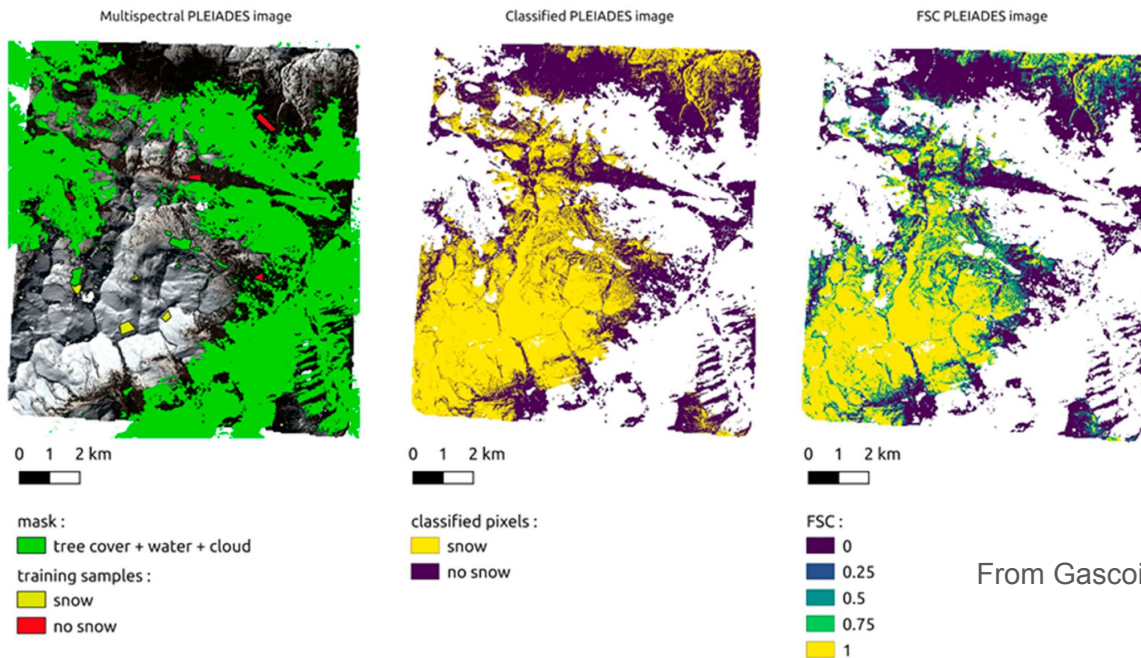 Multispectral PLEIADES image
Classified PLEIADES image
FSC PLEIADES image
0 1 2 km
0 1 2 km
0 1 2 km
mask :
tree cover + water + cloud
training samples :
snow
no snow
classified pixels :
snow
no snow
FSC :
0
0.25
0.5
0.75
1
From